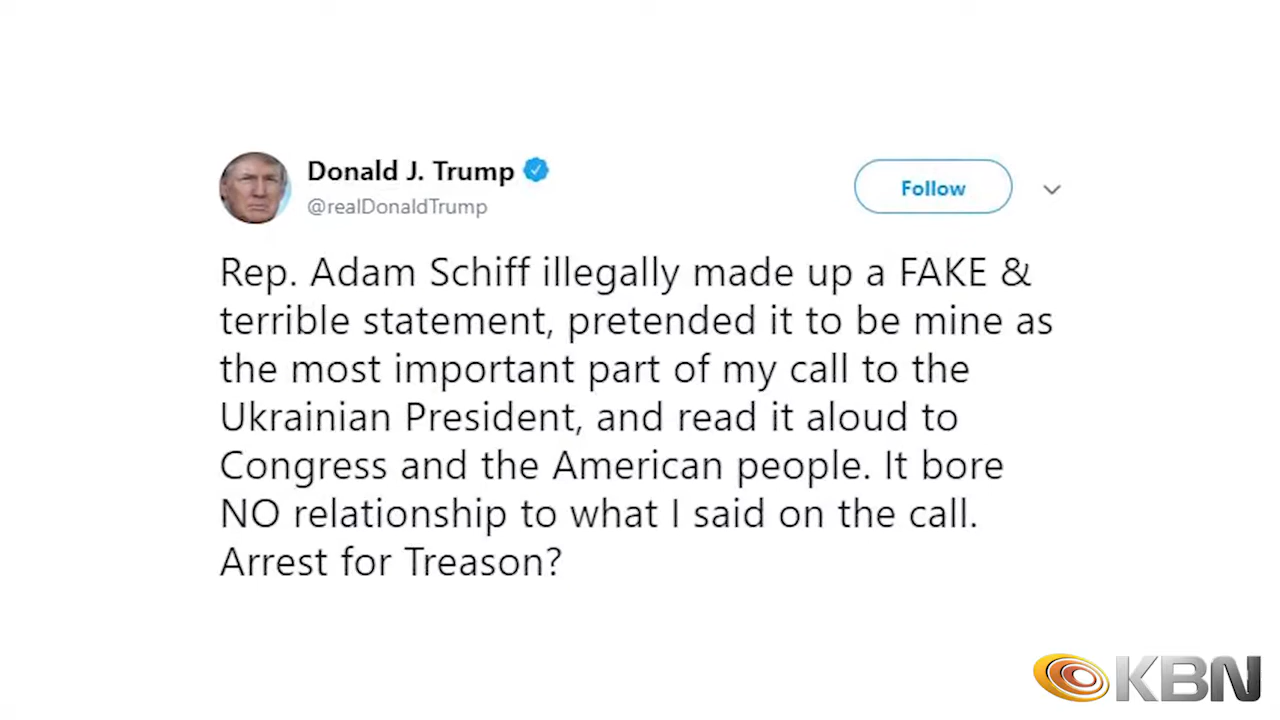 Donald J. Trump
@realDonaldTrump
Follow
Rep. Adam Schiff illegally made up a FAKE &
terrible statement, pretended it to be mine as
the most important part of my call to the
Ukrainian President, and read it aloud to
Congress and the American people. It bore
NO relationship to what I said on the call.
Arrest for Treason?
KBN